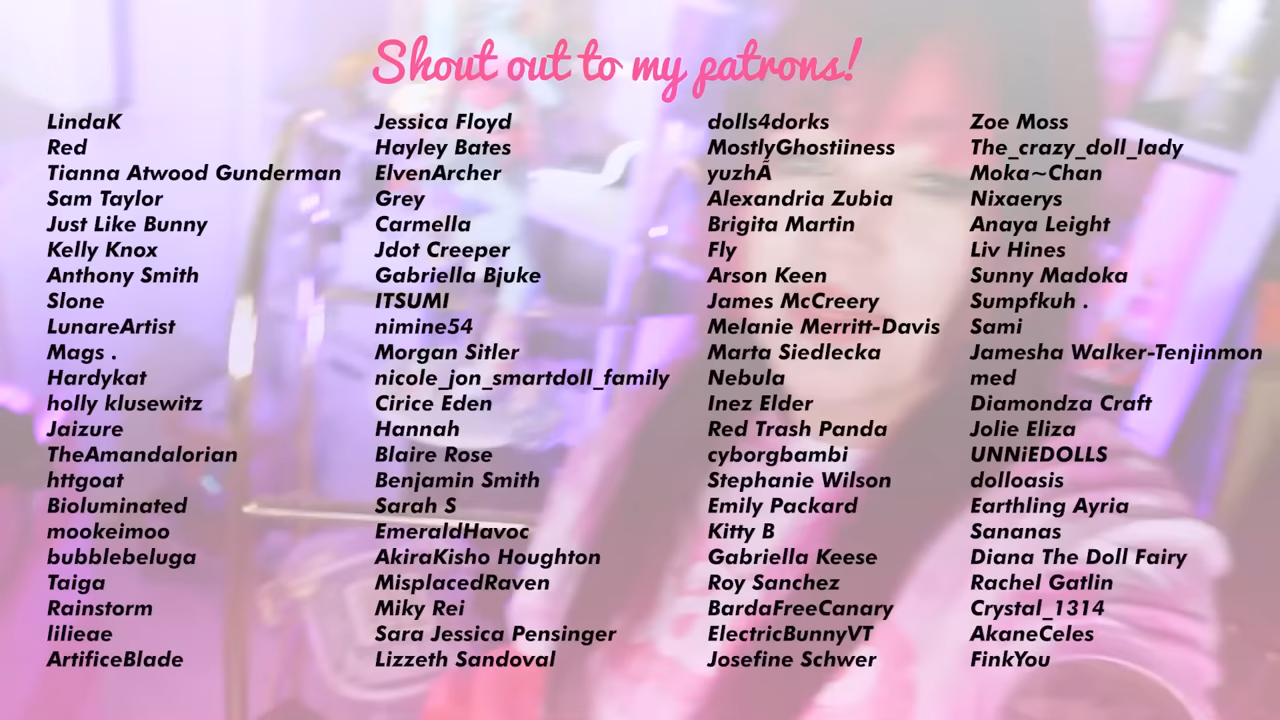 Shout out to my patrons!
LindaK
Red
Tianna Atwood Gunderman
Sam Taylor
Just Like Bunny
Kelly Knox
Anthony Smith
Slone
LunareArtist
Mags .
Hardykat
holly klusewitz
Jaizure
TheAmandalorian
httgoat
Bioluminated
mookeimoo
bubblebeluga
Taiga
Rainstorm
lilieae
ArtificeBlade
Jessica Floyd
Hayley Bates
ElvenArcher
Grey
Carmella
Jdot Creeper
Gabriella Bjuke
ITSUMI
nimine54
Morgan Sitler
nicole_jon_smartdoll_family
Cirice Eden
Hannah
Blaire Rose
Benjamin Smith
Sarah S
EmeraldHavoc
AkiraKisho Houghton
MisplacedRaven
Miky Rei
Sara Jessica Pensinger
Lizzeth Sandoval
dolls4dorks
MostlyGhostiiness
yuzhÃ
Alexandria Zubia
Brigita Martin
Fly
Arson Keen
James McCreery
Melanie Merritt-Davis
Marta Siedlecka
Nebula
Inez Elder
Red Trash Panda
cyborgbambi
Stephanie Wilson
Emily Packard
Kitty B
Gabriella Keese
Roy Sanchez
BardaFreeCanary
ElectricBunnyVT
Josefine Schwer
Zoe Moss
The_crazy_doll_lady
Moka~Chan
Nixaerys
Anaya Leight
Liv Hines
Sunny Madoka
Sumpfkuh .
Sami
Jamesha Walker-Tenjinmon
med
Diamondza Craft
Jolie Eliza
UNNiEDOLLS
dolloasis
Earthling Ayria
Sananas
Diana The Doll Fairy
Rachel Gatlin
Crystal_1314
AkaneCeles
FinkYou